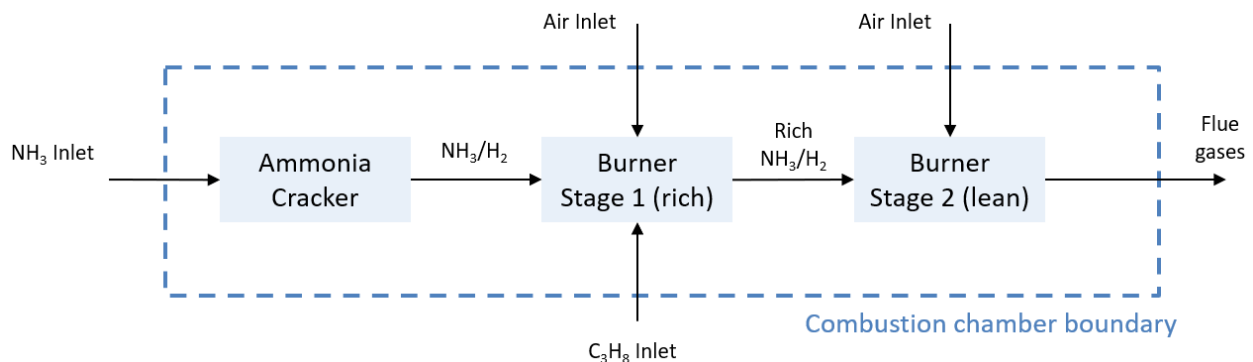 Air Inlet
Air Inlet
NH₃ Inlet
Ammonia
Cracker
NH₃/H₂
Burner
Stage 1 (rich)
Rich
NH₃/H₂
Burner
Stage 2 (lean)
Flue
gases
Combustion chamber boundary
C₃H₈ Inlet